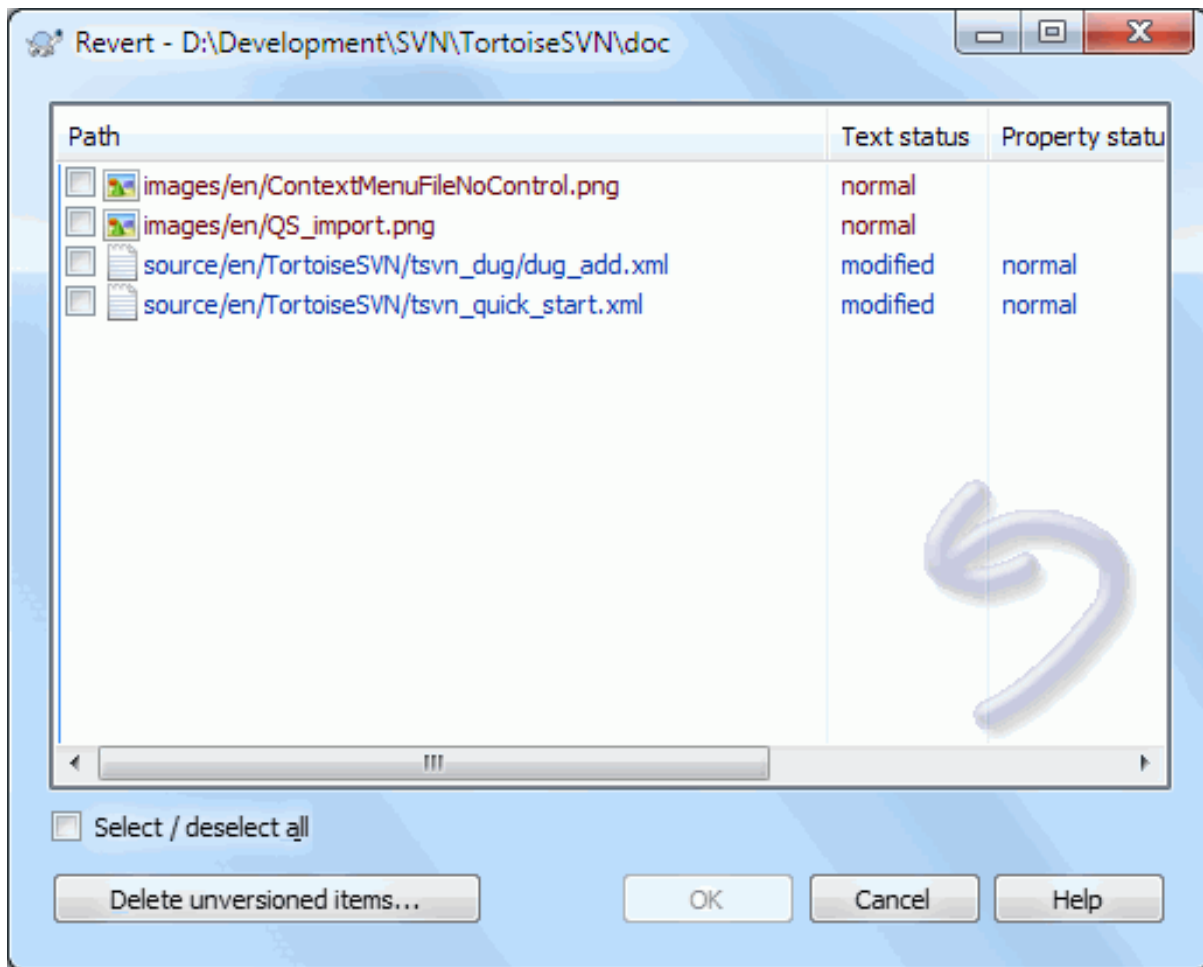 Revert - D:\Development\SVN\TortoiseSVN\doc
Path Text status Property statu
images/en/ContextMenuFileNoControl.png normal
images/en/QS_import.png normal
source/en/TortoiseSVN/tsvn_dug/dug_add.xml modified normal
source/en/TortoiseSVN/tsvn_quick_start.xml modified normal
Select / deselect all
Delete unversioned items... OK Cancel Help